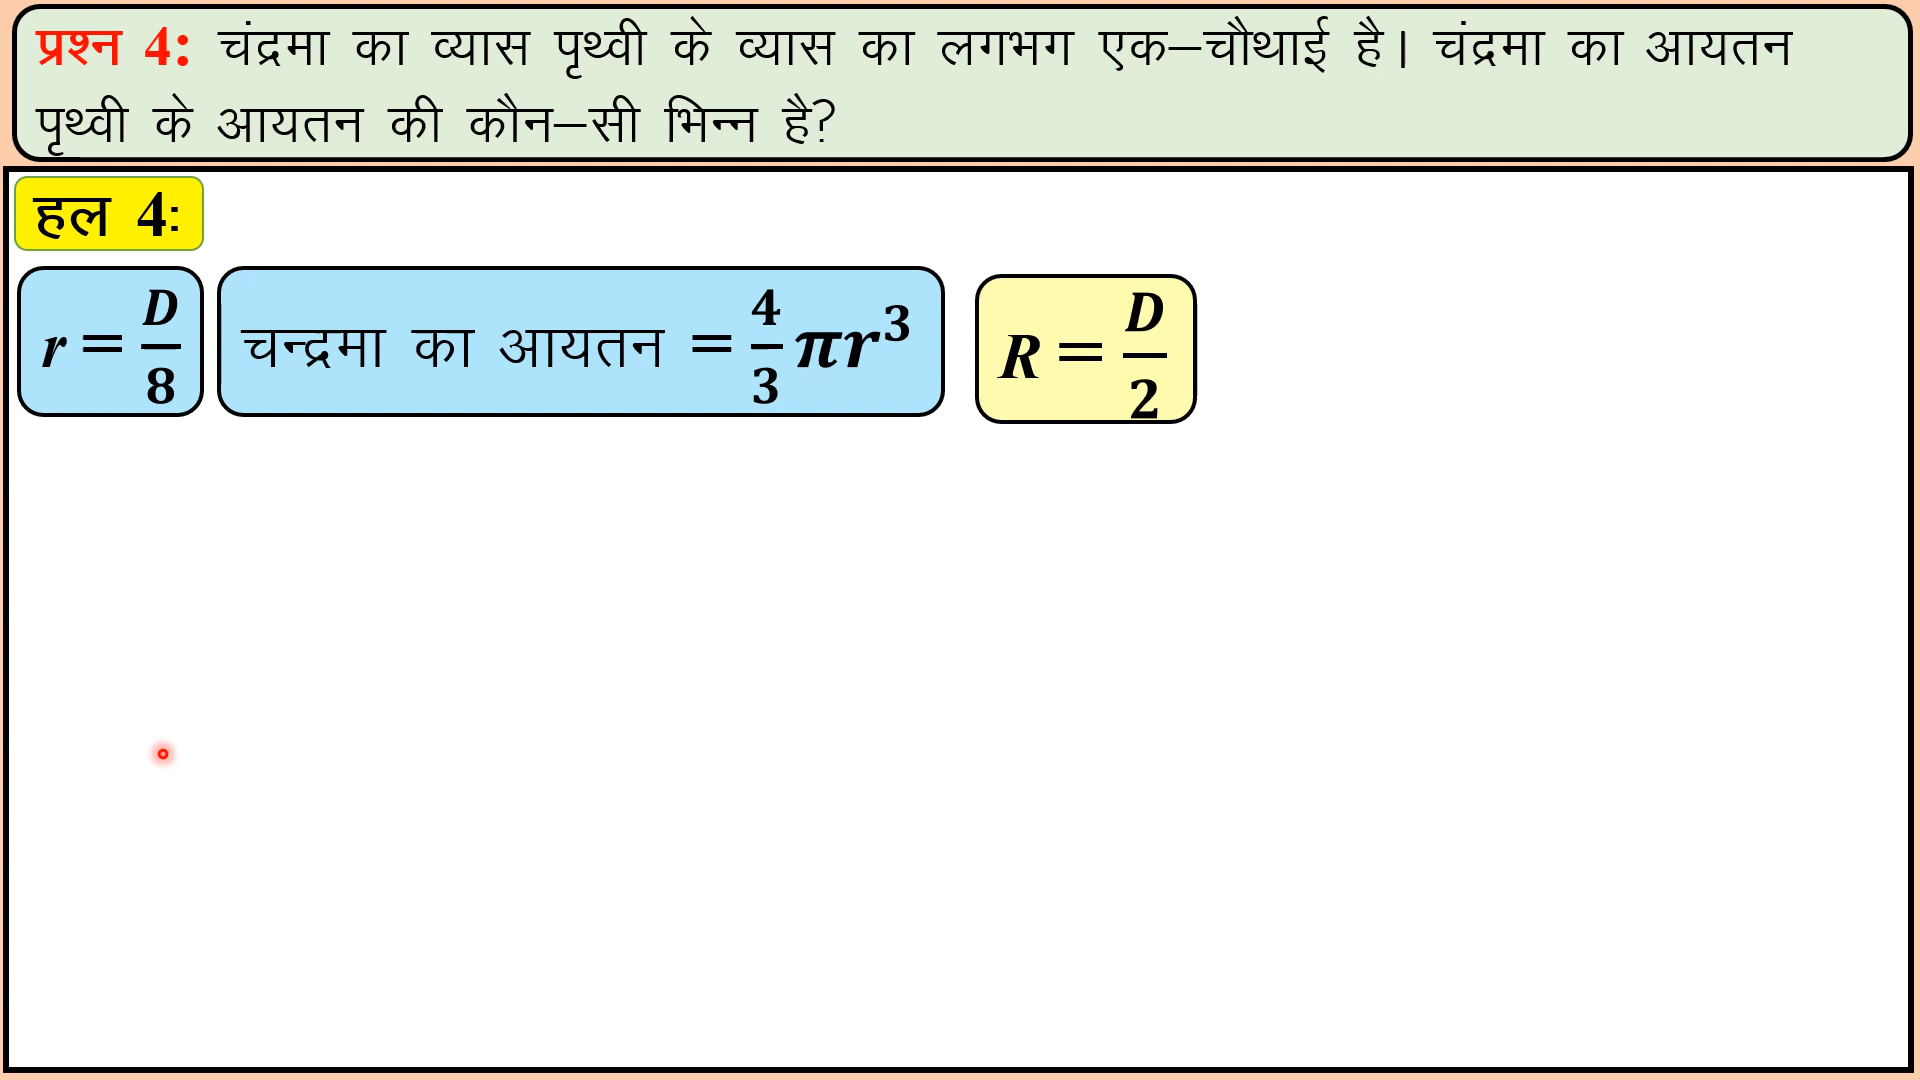 प्रश्न 4: चंद्रमा का व्यास पृथ्वी के व्यास का लगभग एक–चौथाई है। चंद्रमा का आयतन
पृथ्वी के आयतन की कौन–सी भिन्न है?
हल 4:
r = D/8 चन्द्रमा का आयतन = 4/3 πr³ R = D/2